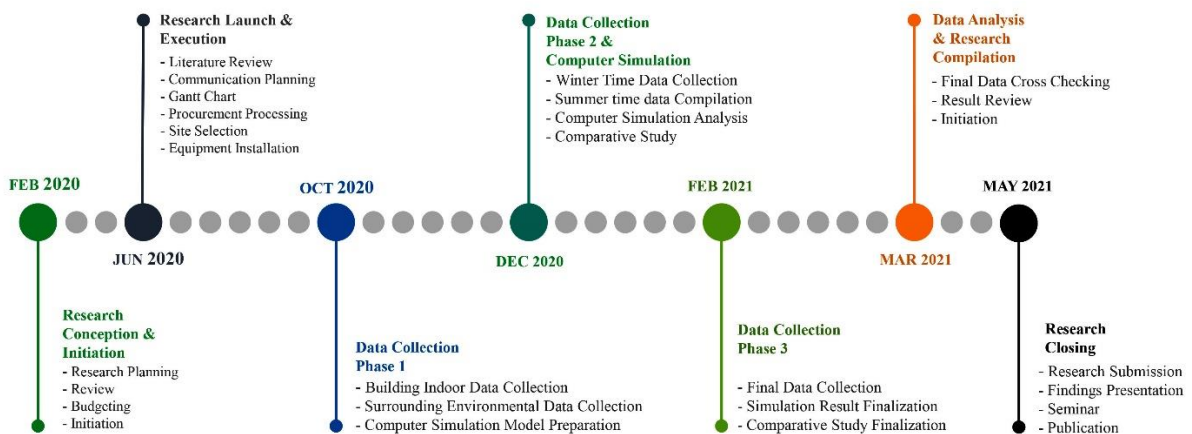 Research Launch &
Execution
- Literature Review
- Communication Planning
- Gantt Chart
- Procurement Processing
- Site Selection
- Equipment Installation
Data Collection
Phase 2 &
Computer Simulation
- Winter Time Data Collection
- Summer time data Compilation
- Computer Simulation Analysis
- Comparative Study
Data Analysis
& Research
Compilation
- Final Data Cross Checking
- Result Review
- Initiation
FEB 2020
OCT 2020
FEB 2021
MAY 2021
JUN 2020
DEC 2020
MAR 2021
Research
Conception &
Initiation
- Research Planning
- Review
- Budgeting
- Initiation
Data Collection
Phase 1
- Building Indoor Data Collection
- Surrounding Environmental Data Collection
- Computer Simulation Model Preparation
Data Collection
Phase 3
- Final Data Collection
- Simulation Result Finalization
- Comparative Study Finalization
Research
Closing
- Research Submission
- Findings Presentation
- Seminar
- Publication